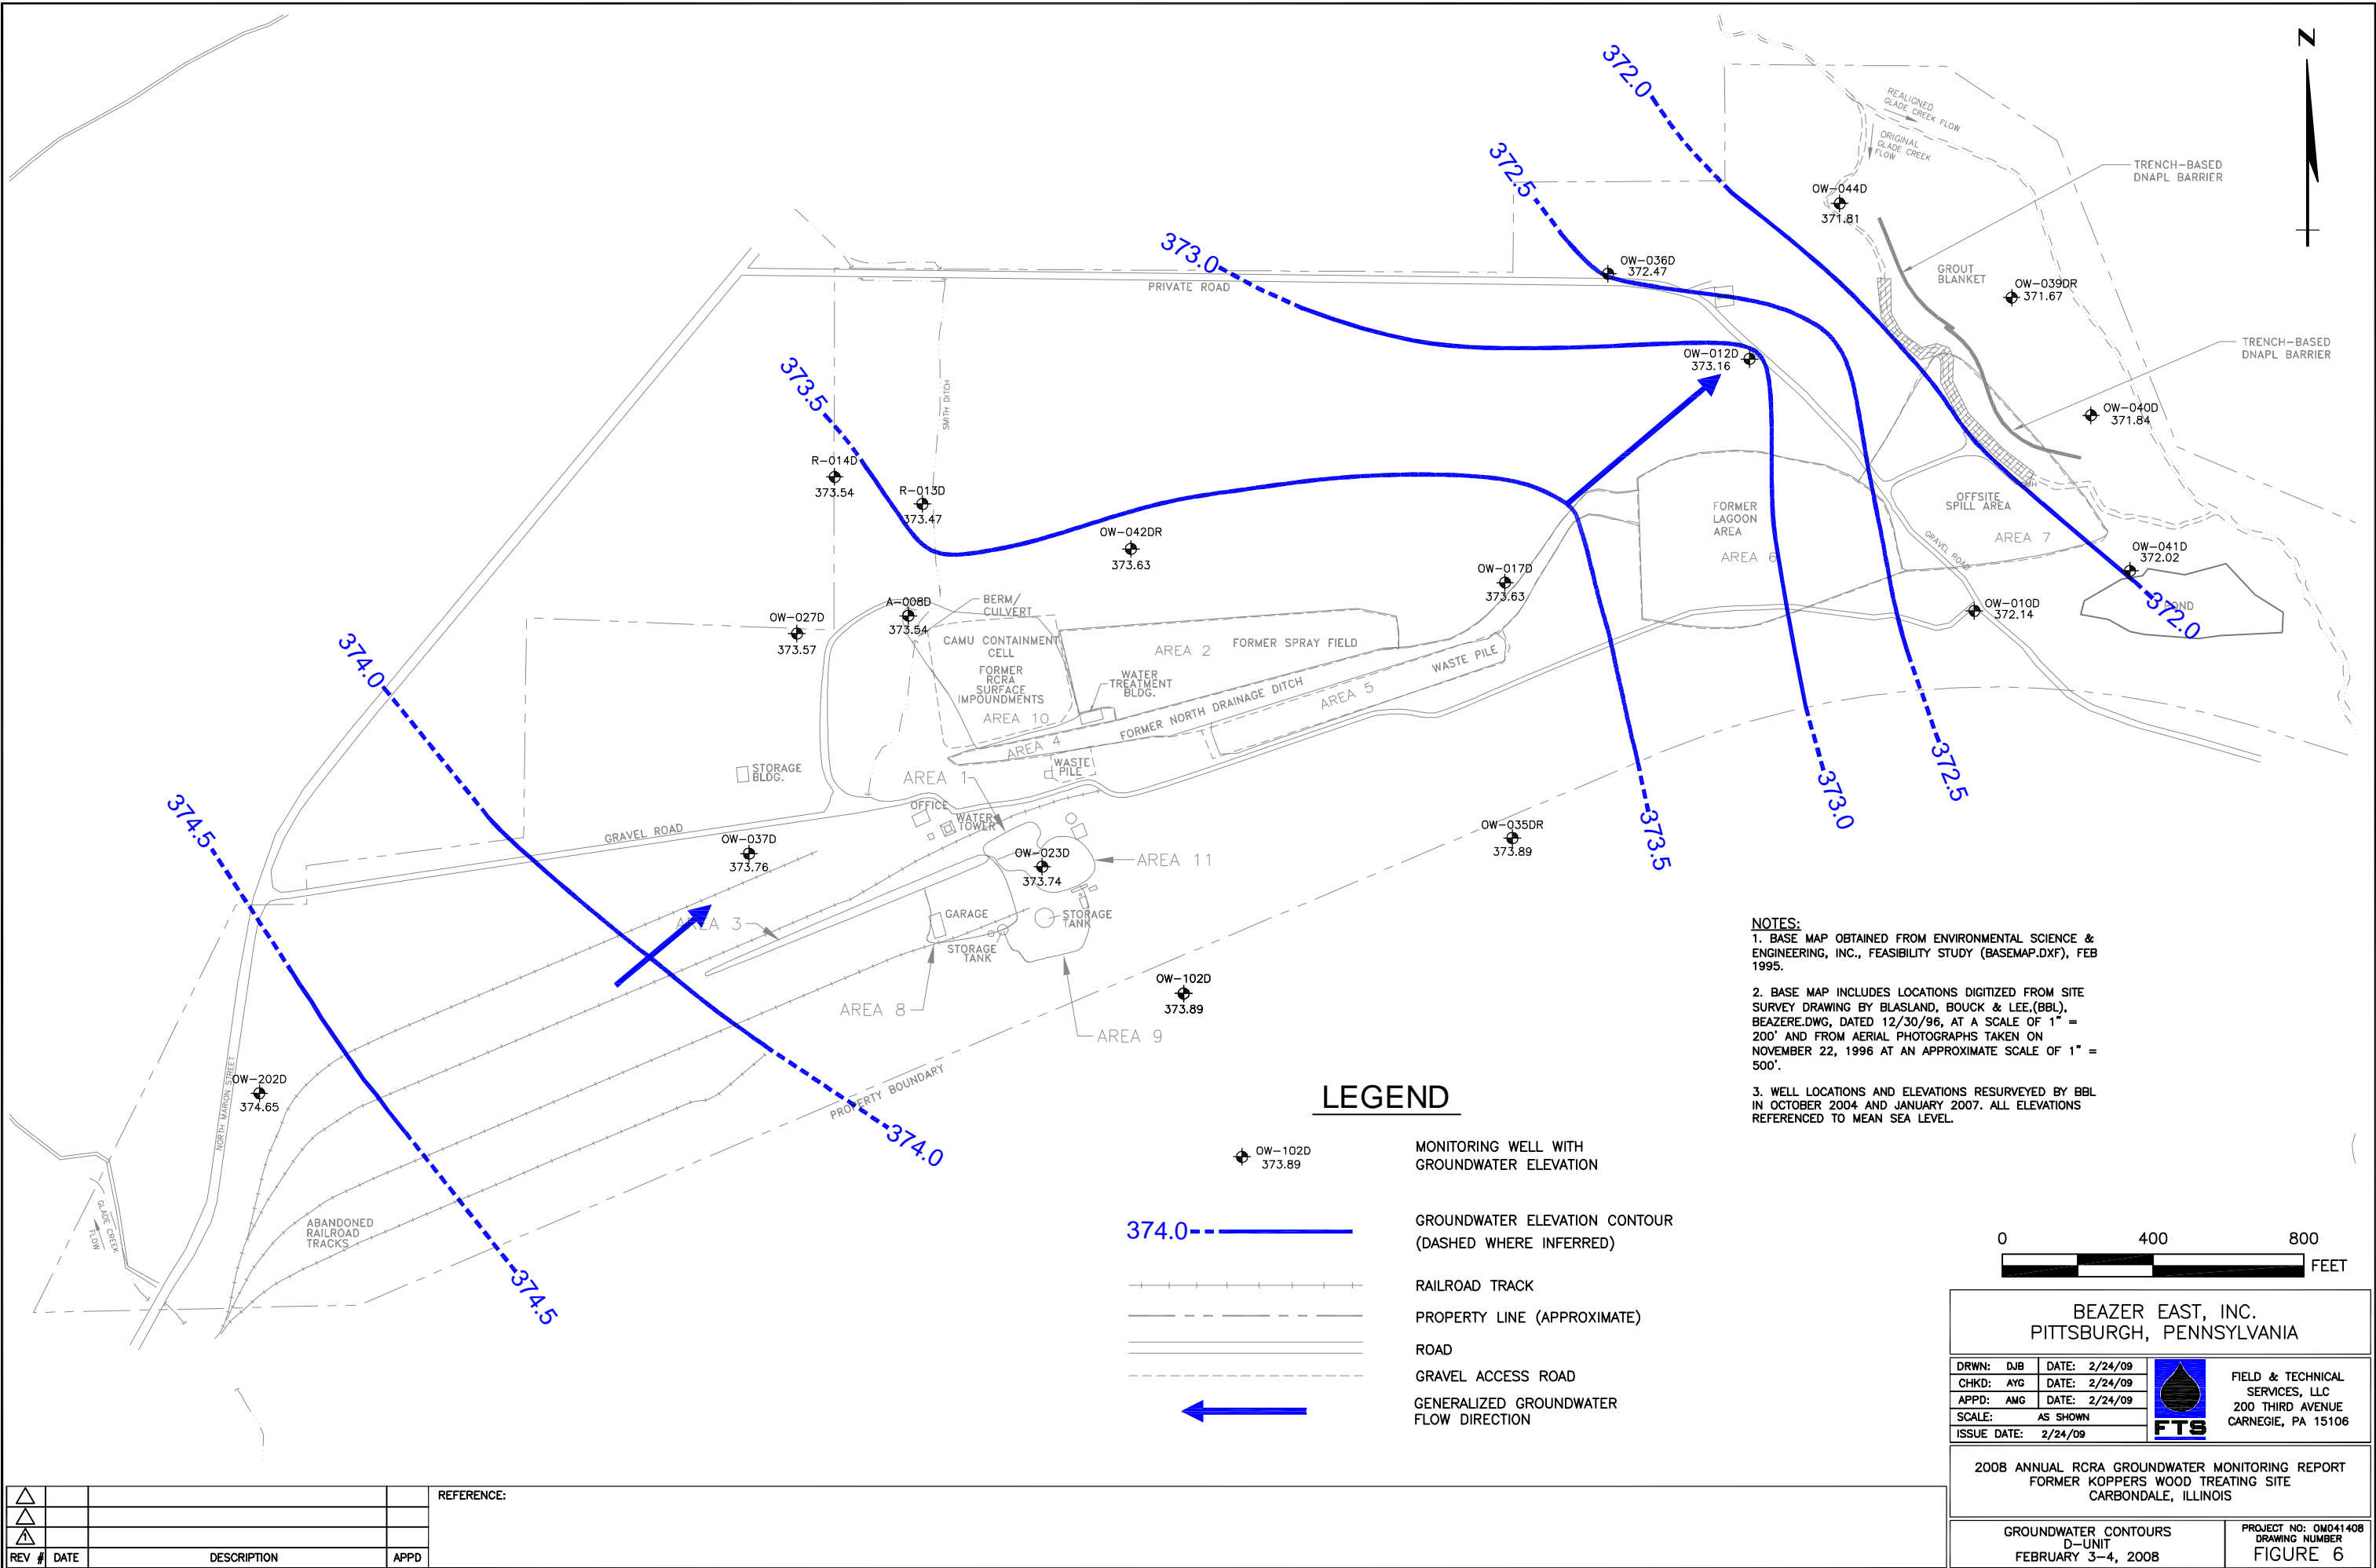 N
372.0
REALIGNED
GLADE CREEK FLOW
ORIGINAL
GLADE CREEK
FLOW
TRENCH-BASED
DNAPL BARRIER
372.5
OW-044D
371.81
373.0
OW-036D
372.47
GROUT
BLANKET
OW-039DR
371.67
PRIVATE ROAD
TRENCH-BASED
DNAPL BARRIER
OW-012D
373.16
373.5
SMITH DITCH
OW-040D
371.84
R-014D
373.54
R-013D
373.47
MH
FORMER
LAGOON
AREA
AREA 6
OFFSITE
SPILL AREA
AREA 7
GRAVEL ROAD
OW-042DR
373.63
OW-041D
372.02
OW-017D
373.63
POND
372.0
OW-010D
372.14
BERM/
CULVERT
A-008D
373.54
OW-027D
373.57
CAMU CONTAINMENT
CELL
FORMER
RCRA
SURFACE
IMPOUNDMENTS
AREA 10
AREA 2
FORMER SPRAY FIELD
WATER
TREATMENT
BLDG.
WASTE PILE
AREA 5
FORMER NORTH DRAINAGE DITCH
AREA 4
WASTE
PILE
374.0
STORAGE
BLDG.
AREA 1
OFFICE
WATER
TOWER
372.5
373.0
373.5
374.5
GRAVEL ROAD
OW-037D
373.76
OW-023D
373.74
AREA 11
OW-035DR
373.89
AREA 3
GARAGE
STORAGE
TANK
STORAGE
TANK
AREA 8
AREA 9
OW-102D
373.89
NORTH MARION STREET
OW-202D
374.65
PROPERTY BOUNDARY
374.0
GLADE CREEK
FLOW
ABANDONED
RAILROAD
TRACKS
374.5
NOTES:
1. BASE MAP OBTAINED FROM ENVIRONMENTAL SCIENCE &
ENGINEERING, INC., FEASIBILITY STUDY (BASEMAP.DXF), FEB
1995.
2. BASE MAP INCLUDES LOCATIONS DIGITIZED FROM SITE
SURVEY DRAWING BY BLASLAND, BOUCK & LEE,(BBL),
BEAZERE.DWG, DATED 12/30/96, AT A SCALE OF 1" =
200' AND FROM AERIAL PHOTOGRAPHS TAKEN ON
NOVEMBER 22, 1996 AT AN APPROXIMATE SCALE OF 1" =
500'.
3. WELL LOCATIONS AND ELEVATIONS RESURVEYED BY BBL
IN OCTOBER 2004 AND JANUARY 2007. ALL ELEVATIONS
REFERENCED TO MEAN SEA LEVEL.
LEGEND
OW-102D
373.89
MONITORING WELL WITH
GROUNDWATER ELEVATION
374.0
GROUNDWATER ELEVATION CONTOUR
(DASHED WHERE INFERRED)
RAILROAD TRACK
PROPERTY LINE (APPROXIMATE)
ROAD
GRAVEL ACCESS ROAD
GENERALIZED GROUNDWATER
FLOW DIRECTION
0 400 800
FEET
BEAZER EAST, INC.
PITTSBURGH, PENNSYLVANIA
DRWN: DJB DATE: 2/24/09
CHKD: AYG DATE: 2/24/09
APPD: AMG DATE: 2/24/09
SCALE: AS SHOWN
ISSUE DATE: 2/24/09
FTS
FIELD & TECHNICAL
SERVICES, LLC
200 THIRD AVENUE
CARNEGIE, PA 15106
2008 ANNUAL RCRA GROUNDWATER MONITORING REPORT
FORMER KOPPERS WOOD TREATING SITE
CARBONDALE, ILLINOIS
GROUNDWATER CONTOURS
D-UNIT
FEBRUARY 3-4, 2008
PROJECT NO: 0M041408
DRAWING NUMBER
FIGURE 6
REFERENCE:
1
REV # DATE DESCRIPTION APPD